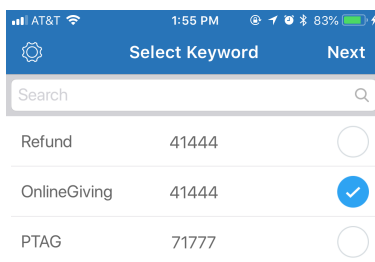 AT&T 1:55 PM 83%
Select Keyword Next
Search
Refund 41444
OnlineGiving 41444
PTAG 71777